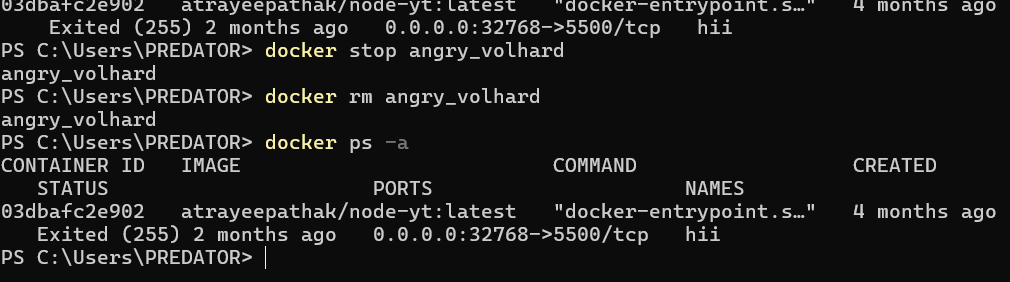 03dbafc2e902   atrayeepathak/node-yt:latest   "docker-entrypoint.s…"   4 months ago
    Exited (255) 2 months ago   0.0.0.0:32768->5500/tcp   hii
PS C:\Users\PREDATOR> docker stop angry_volhard
angry_volhard
PS C:\Users\PREDATOR> docker rm angry_volhard
angry_volhard
PS C:\Users\PREDATOR> docker ps -a
CONTAINER ID   IMAGE                          COMMAND                  CREATED
   STATUS                      PORTS                     NAMES
03dbafc2e902   atrayeepathak/node-yt:latest   "docker-entrypoint.s…"   4 months ago
   Exited (255) 2 months ago   0.0.0.0:32768->5500/tcp   hii
PS C:\Users\PREDATOR>